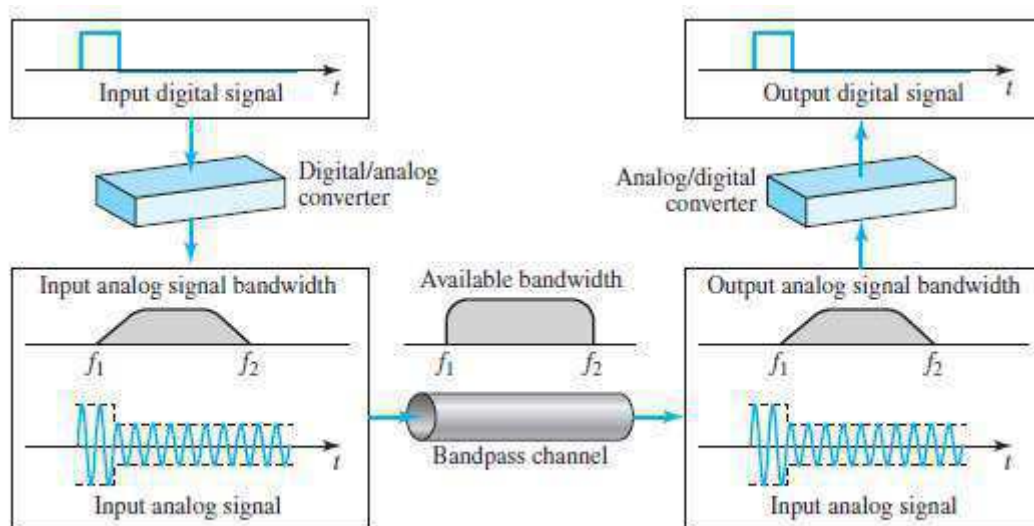 t
Input digital signal
t
Output digital signal
Digital/analog
converter
Analog/digital
converter
Input analog signal bandwidth
f1
f2
Available bandwidth
f1
f2
Output analog signal bandwidth
f1
f2
t
Input analog signal
Bandpass channel
t
Input analog signal